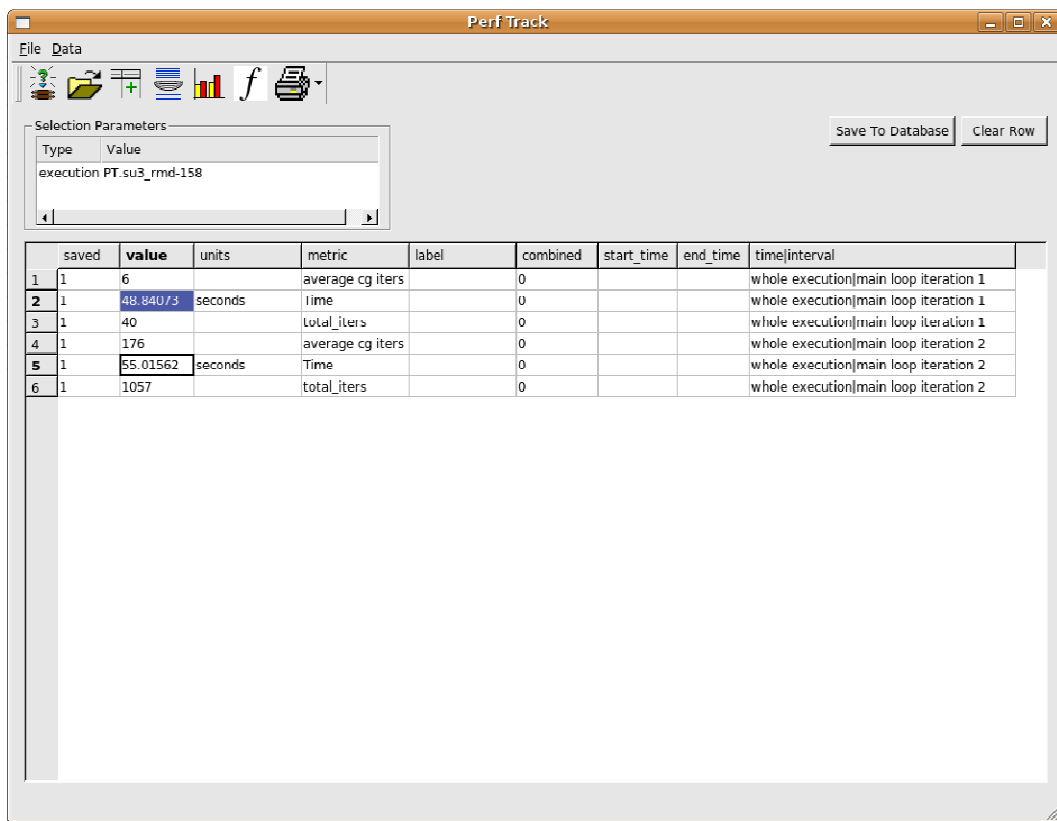 Perf Track
File Data
f
Selection Parameters
Type Value
execution PT.su3_rmd-158
Save To Database Clear Row
saved value units metric label combined start_time end_time time|interval
1 1 6 average cg iters 0 whole execution|main loop iteration 1
2 1 48.84073 seconds Time 0 whole execution|main loop iteration 1
3 1 40 total_iters 0 whole execution|main loop iteration 1
4 1 176 average cg iters 0 whole execution|main loop iteration 2
5 1 55.01562 seconds Time 0 whole execution|main loop iteration 2
6 1 1057 total_iters 0 whole execution|main loop iteration 2